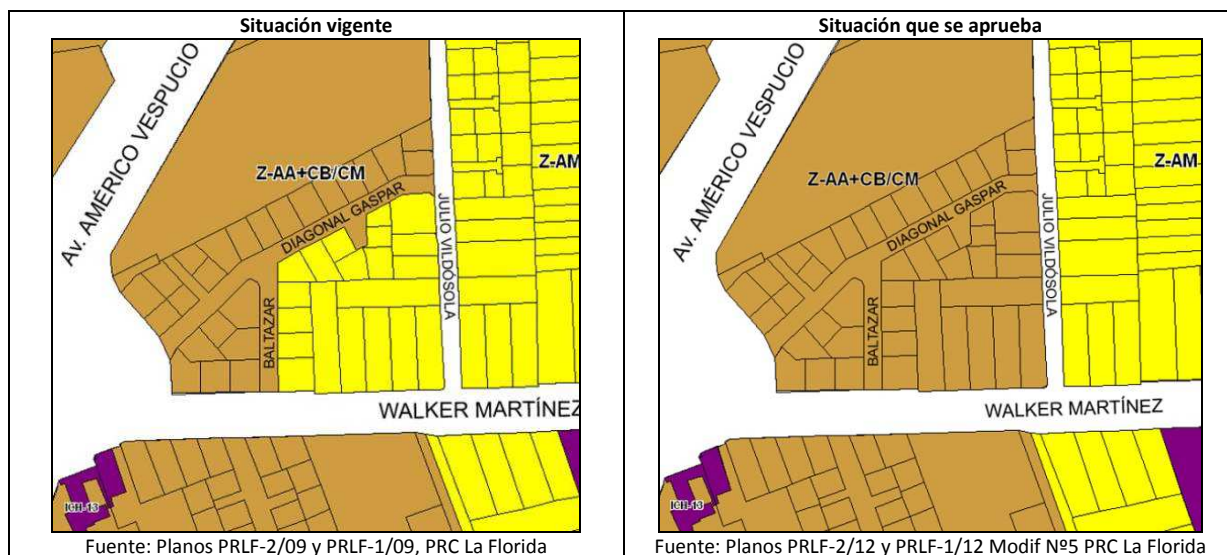 Situación vigente
Av. AMÉRICO VESPUCIO
Z-AA+CB/CM
Z-AM
DIAGONAL GASPAR
JULIO VILDÓSOLA
BALTAZAR
WALKER MARTÍNEZ
ICH-13
Fuente: Planos PRLF-2/09 y PRLF-1/09, PRC La Florida
Situación que se aprueba
Av. AMÉRICO VESPUCIO
Z-AA+CB/CM
Z-AM
DIAGONAL GASPAR
JULIO VILDÓSOLA
BALTAZAR
WALKER MARTÍNEZ
ICH-13
Fuente: Planos PRLF-2/12 y PRLF-1/12 Modif Nº5 PRC La Florida